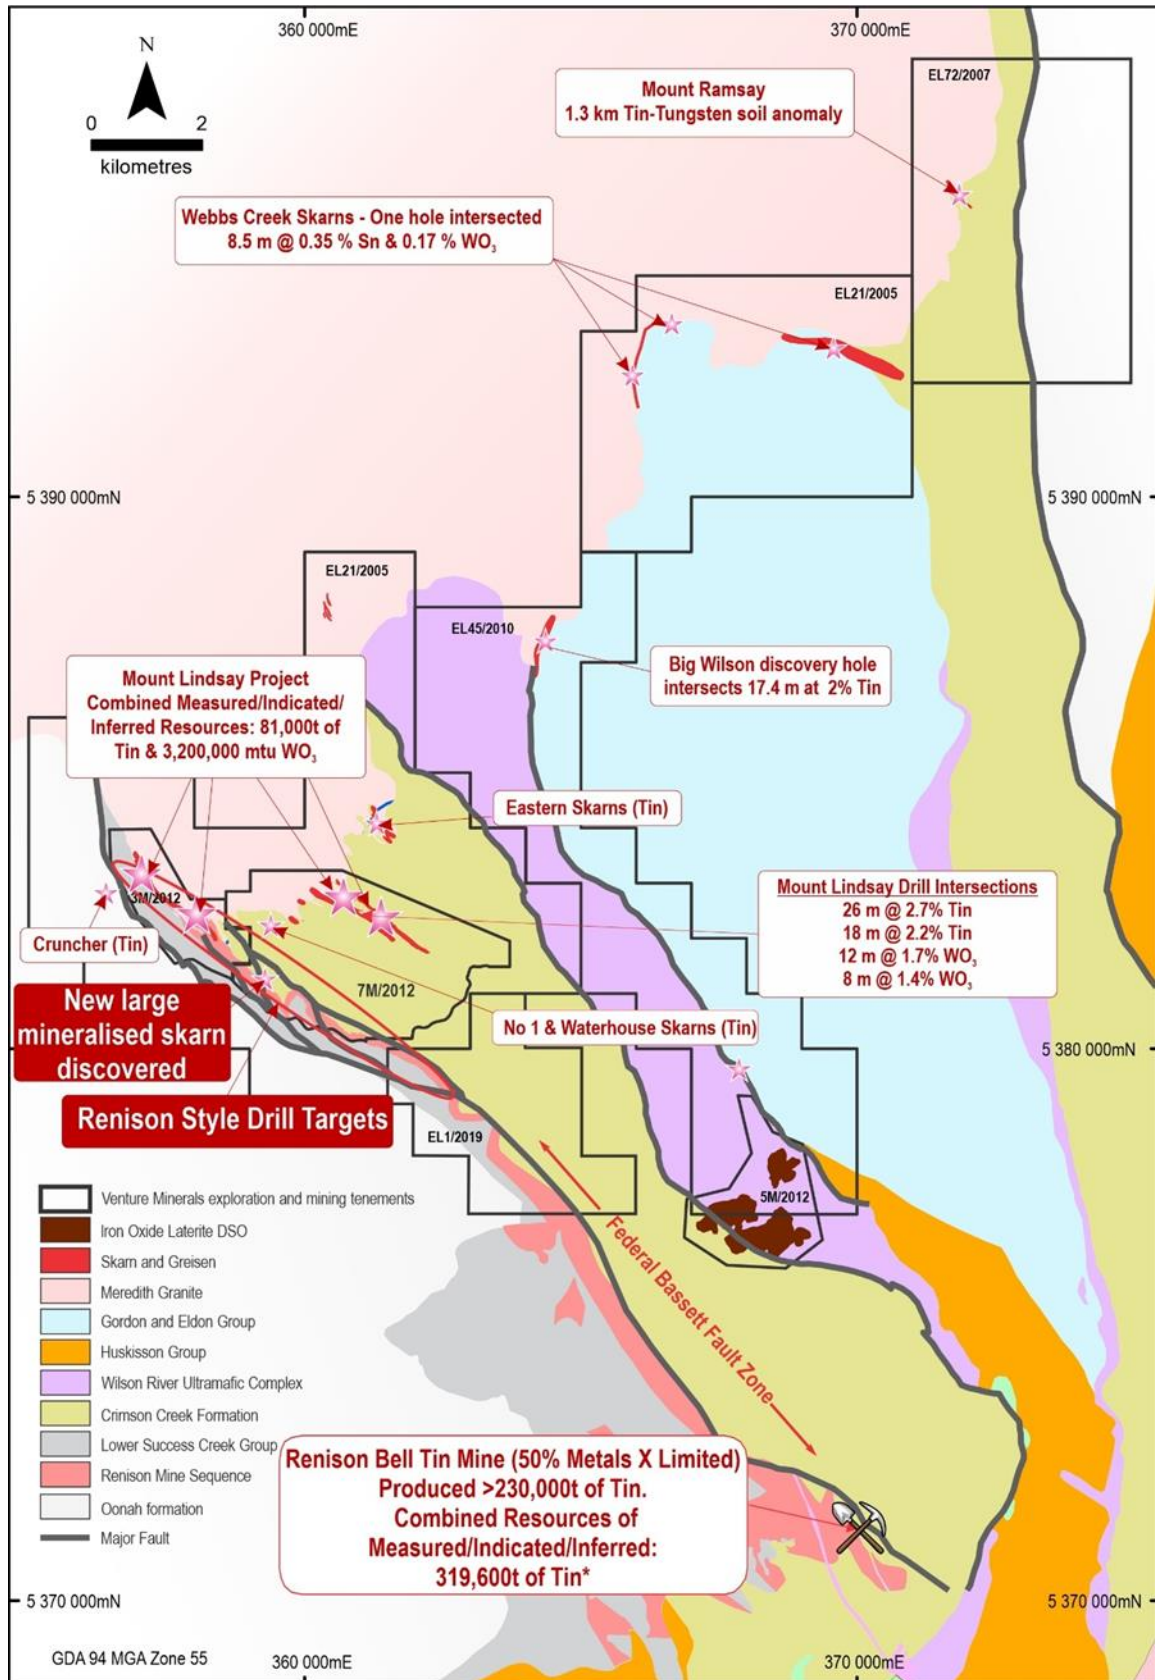 360 000mE
370 000mE
N
0 2
kilometres
EL72/2007
Mount Ramsay
1.3 km Tin-Tungsten soil anomaly
Webbs Creek Skarns - One hole intersected
8.5 m @ 0.35 % Sn & 0.17 % WO₃
EL21/2005
5 390 000mN
5 390 000mN
EL21/2005
EL45/2010
Big Wilson discovery hole
intersects 17.4 m at 2% Tin
Mount Lindsay Project
Combined Measured/Indicated/
Inferred Resources: 81,000t of
Tin & 3,200,000 mtu WO₃
Eastern Skarns (Tin)
Mount Lindsay Drill Intersections
26 m @ 2.7% Tin
18 m @ 2.2% Tin
12 m @ 1.7% WO₃
8 m @ 1.4% WO₃
3M/2012
Cruncher (Tin)
New large
mineralised skarn
discovered
7M/2012
No 1 & Waterhouse Skarns (Tin)
5 380 000mN
Renison Style Drill Targets
EL1/2019
5M/2012
Venture Minerals exploration and mining tenements
Iron Oxide Laterite DSO
Skarn and Greisen
Meredith Granite
Gordon and Eldon Group
Huskisson Group
Wilson River Ultramafic Complex
Crimson Creek Formation
Lower Success Creek Group
Renison Mine Sequence
Oonah formation
Major Fault
Federal Bassett Fault Zone
Renison Bell Tin Mine (50% Metals X Limited)
Produced >230,000t of Tin.
Combined Resources of
Measured/Indicated/Inferred:
319,600t of Tin*
5 370 000mN
5 370 000mN
GDA 94 MGA Zone 55
360 000mE
370 000mE